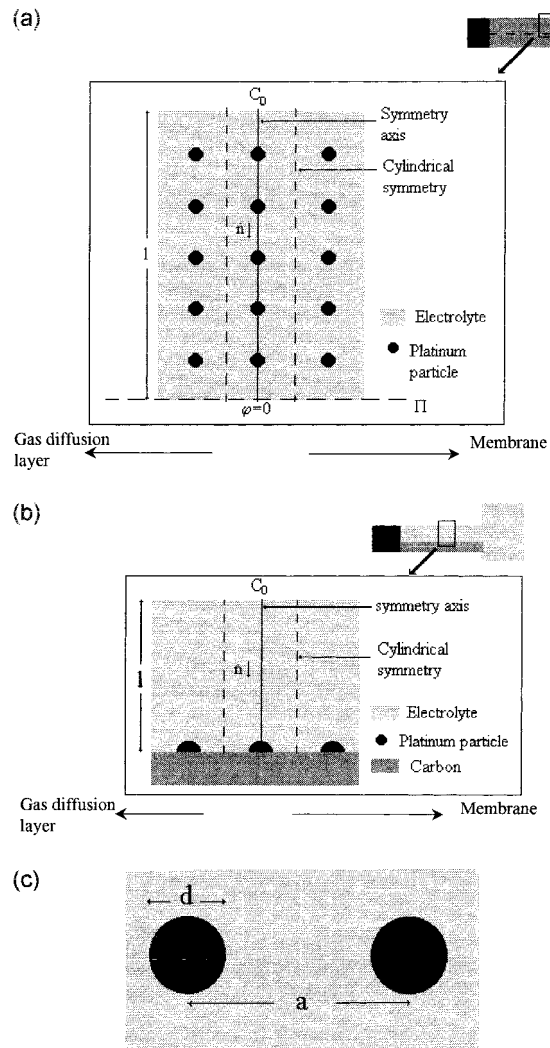 (a)
C0
Symmetry
axis
Cylindrical
symmetry
n
l
Electrolyte
Platinum
particle
φ=0
Π
Gas diffusion
layer
Membrane
(b)
C0
symmetry axis
l
n
Cylindrical
symmetry
Electrolyte
Platinum particle
Carbon
Gas diffusion
layer
Membrane
(c)
d
a